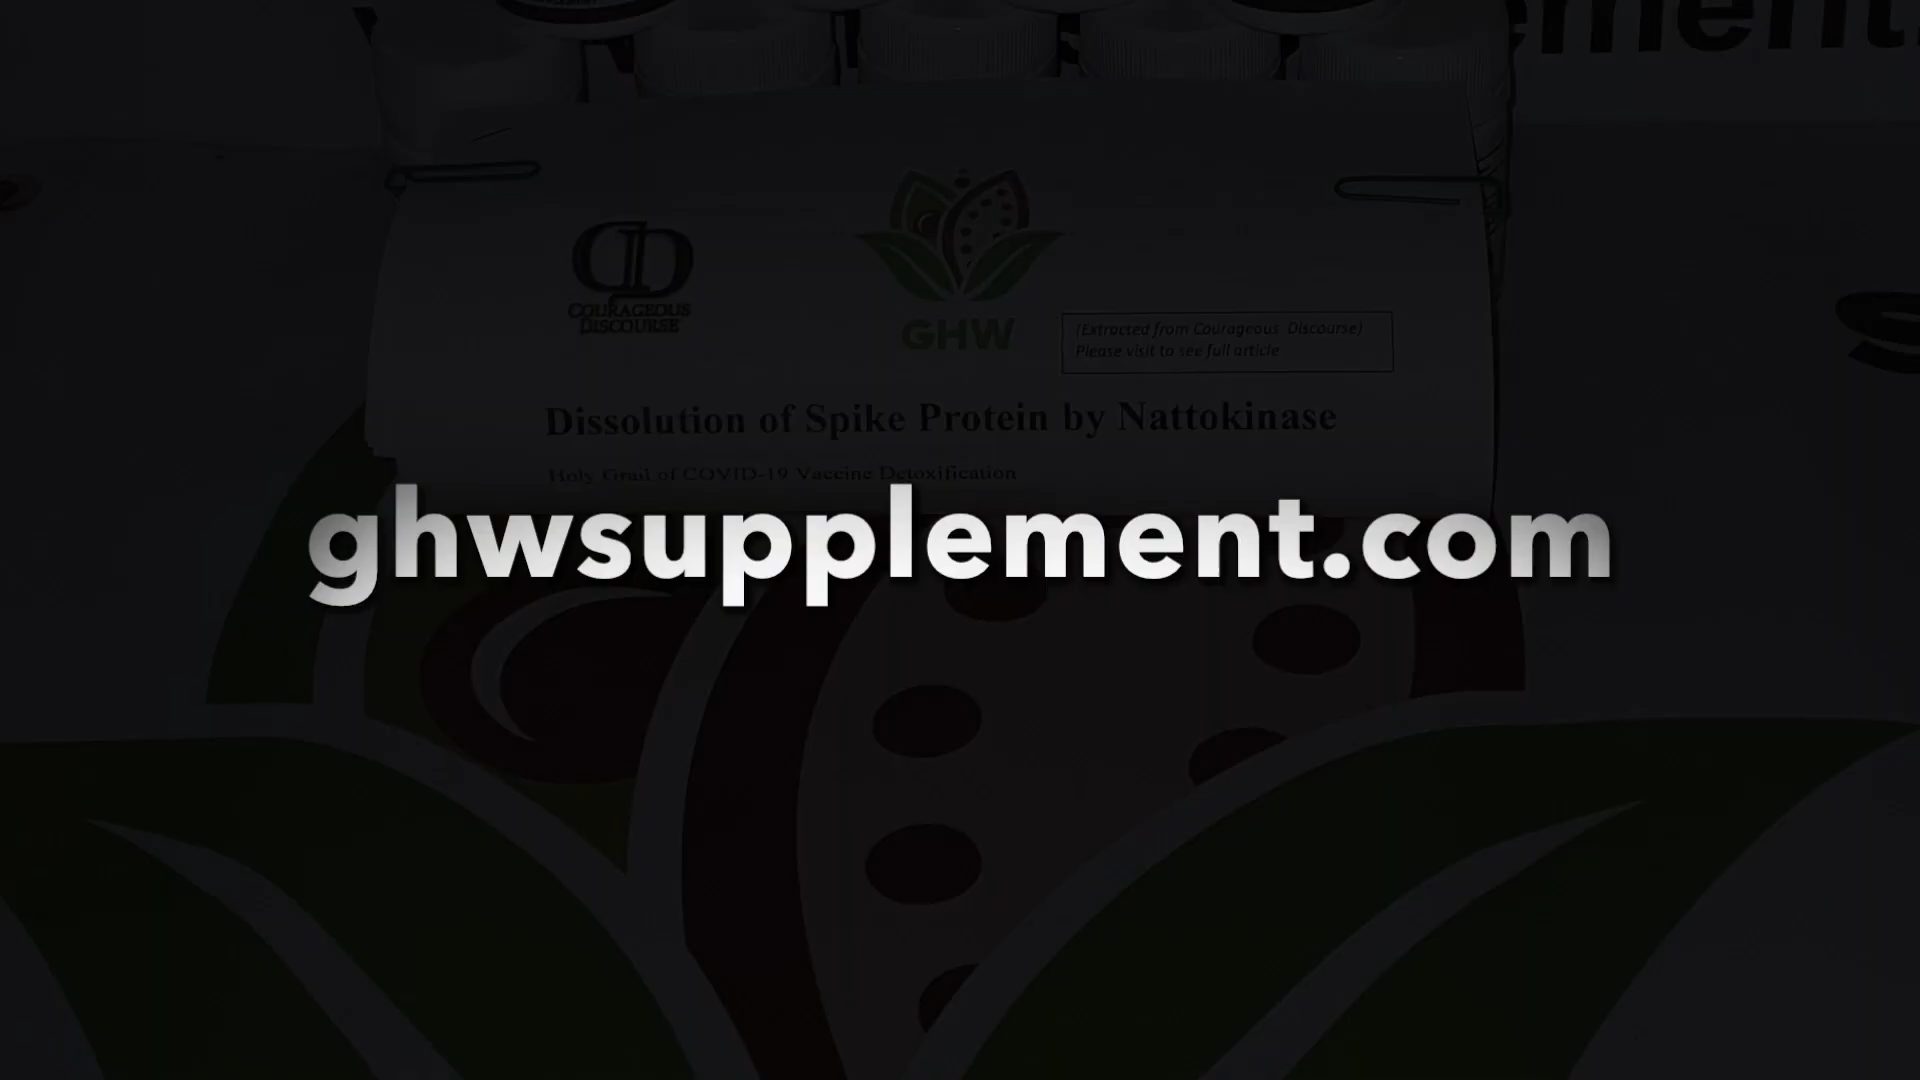 COURAGEOUS
DISCOURSE
GHW
(Extracted from Courageous Discourse)
Please visit to see full article
Dissolution of Spike Protein by Nattokinase
Holy Grail of COVID-19 Vaccine Detoxification
ghwsupplement.com